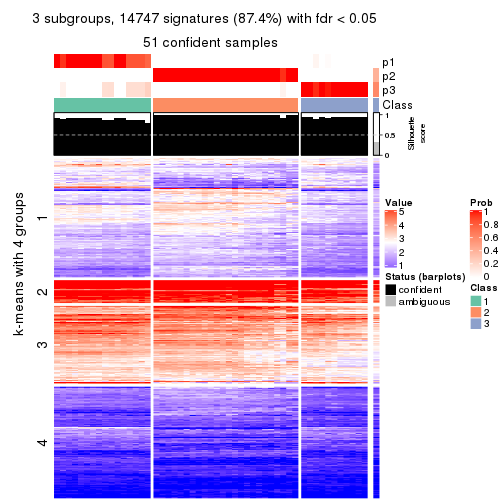 3 subgroups, 14747 signatures (87.4%) with fdr < 0.05
51 confident samples
p1
p2
p3
Class
1
0.5
0
Silhouette
score
k-means with 4 groups
1
2
3
4
Value
5
4
3
2
1
Status (barplots)
confident
ambiguous
Prob
1
0.8
0.6
0.4
0.2
0
Class
1
2
3